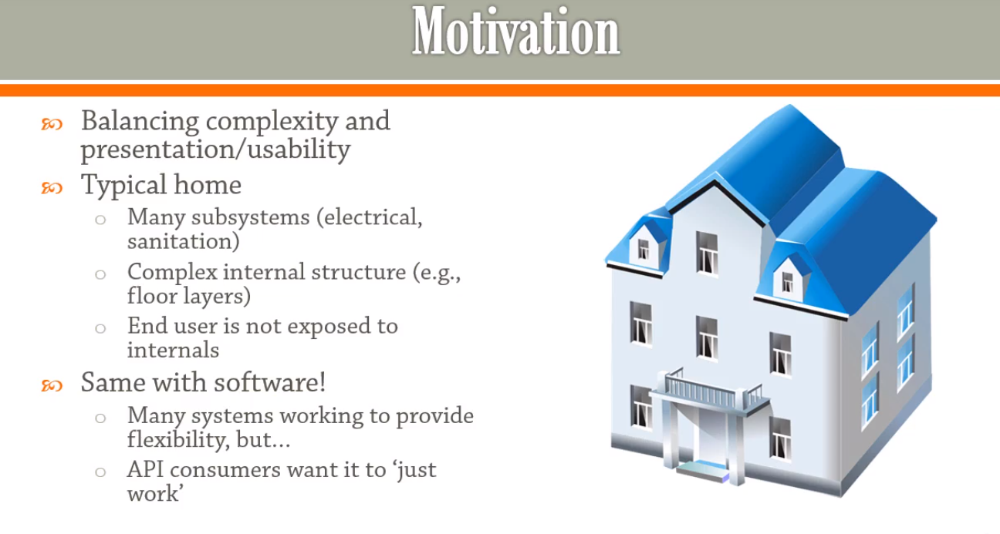 Motivation
Balancing complexity and
presentation/usability
Typical home
Many subsystems (electrical,
sanitation)
Complex internal structure (e.g.,
floor layers)
End user is not exposed to
internals
Same with software!
Many systems working to provide
flexibility, but…
API consumers want it to ‘just
work’